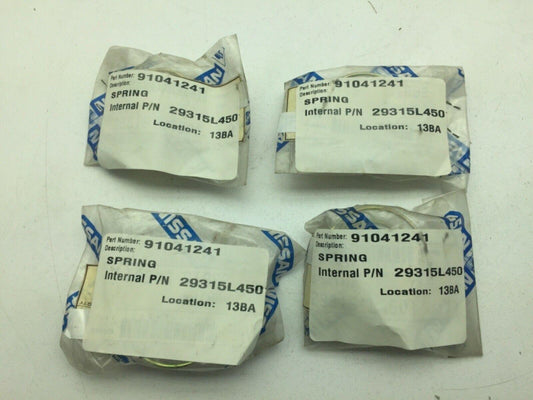 Part Number: 91041241
Description:
SPRING
Internal P/N 29315L450
Location: 13BA
Part Number: 91041241
Description:
SPRING
Internal P/N 29315L450
Location: 13BA
Part Number: 91041241
Description:
SPRING
Internal P/N 29315L450
Location: 13BA
NISSAN
Part Number: 91041241
Description:
SPRING
Internal P/N 29315L450
Location: 13BA